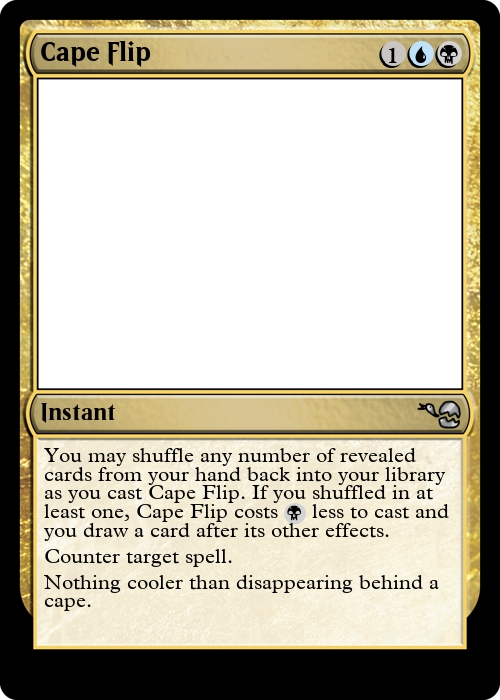 Cape Flip 1
Instant
You may shuffle any number of revealed
cards from your hand back into your library
as you cast Cape Flip. If you shuffled in at
least one, Cape Flip costs less to cast and
you draw a card after its other effects.
Counter target spell.
Nothing cooler than disappearing behind a
cape.